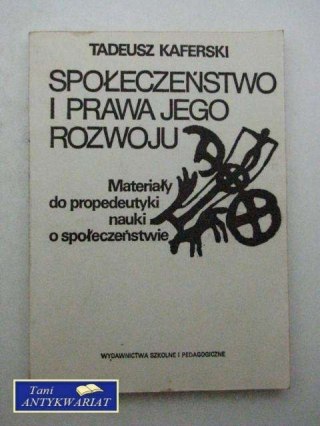 TADEUSZ KAFERSKI
SPOŁECZEŃSTWO
I PRAWA JEGO
ROZWOJU
Materiały
do propedeutyki
nauki
o społeczeństwie
WYDAWNICTWA SZKOLNE I PEDAGOGICZNE
Tani
ANTYKWARIAT